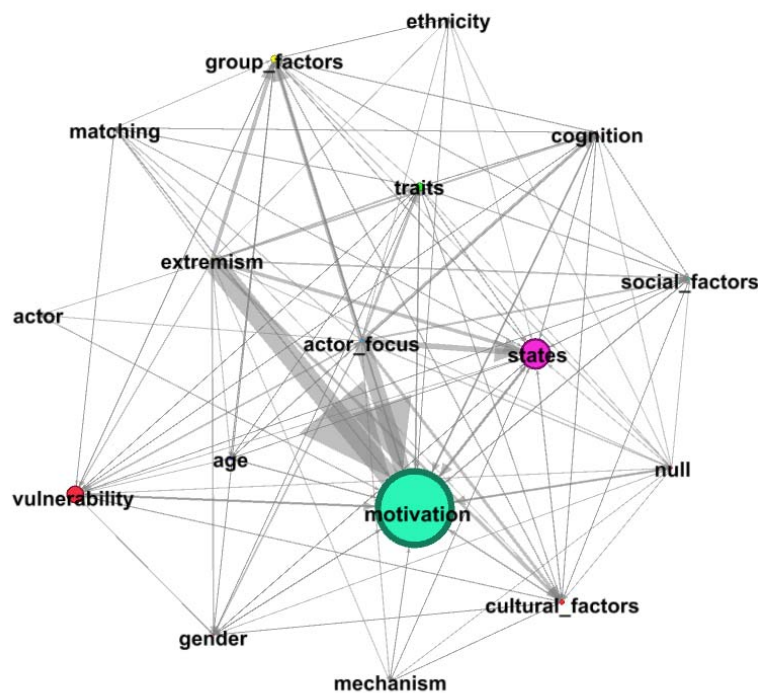 ethnicity
group_factors
matching
cognition
traits
extremism
social_factors
actor
actor_focus
states
age
null
vulnerability
motivation
cultural_factors
gender
mechanism